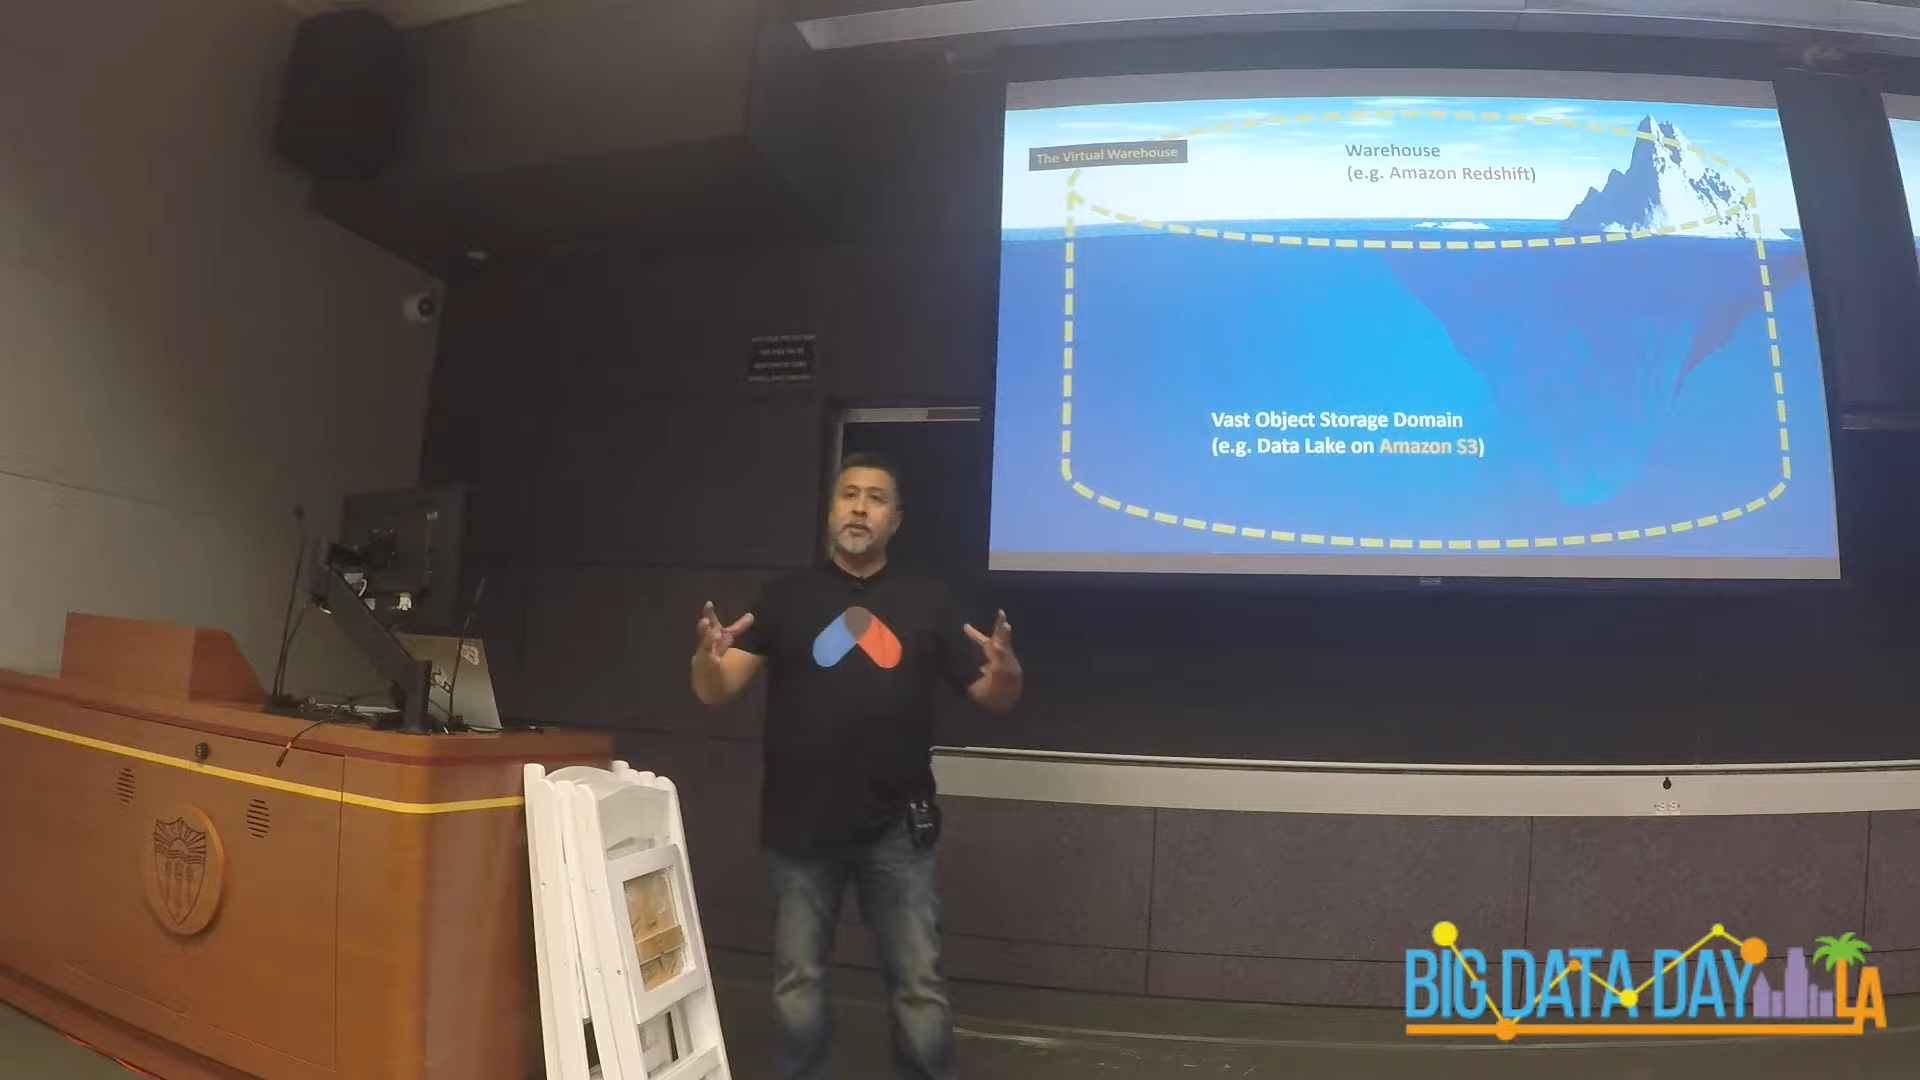 The Virtual Warehouse
Warehouse
(e.g. Amazon Redshift)
Vast Object Storage Domain
(e.g. Data Lake on Amazon S3)
BIG DATA DAY LA